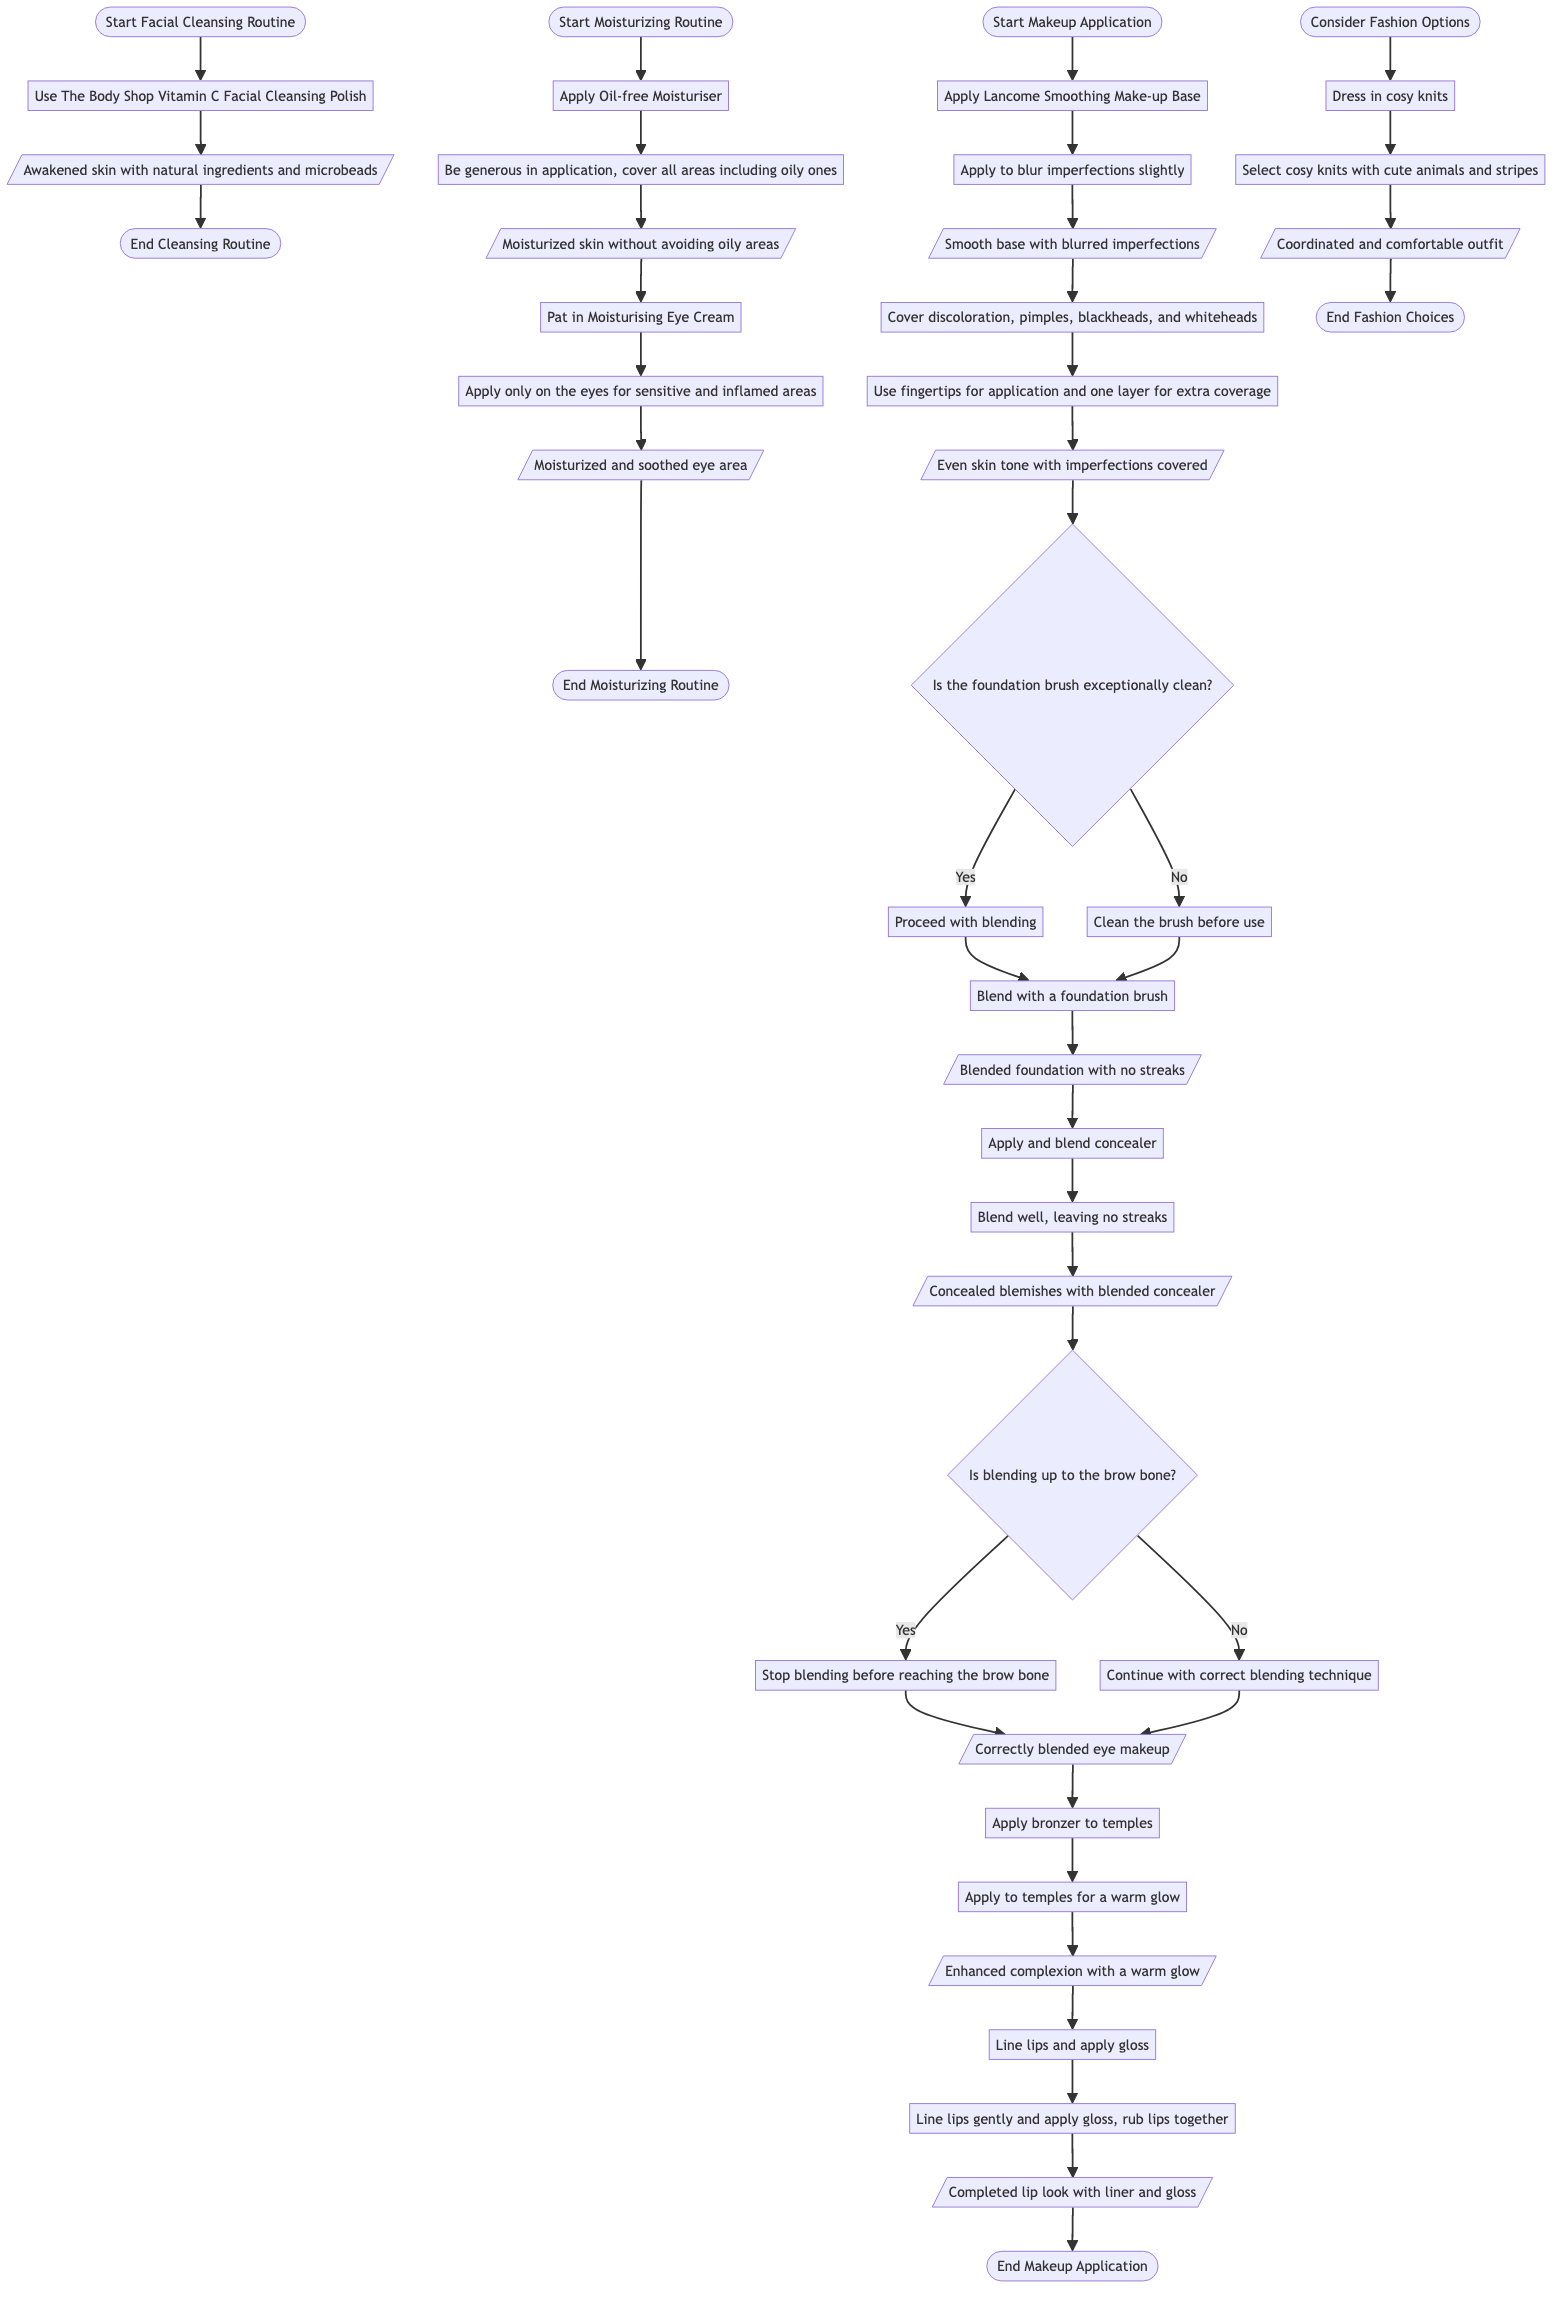 Start Facial Cleansing Routine
Use The Body Shop Vitamin C Facial Cleansing Polish
Awakened skin with natural ingredients and microbeads
End Cleansing Routine
Start Moisturizing Routine
Apply Oil-free Moisturiser
Be generous in application, cover all areas including oily ones
Moisturized skin without avoiding oily areas
Pat in Moisturising Eye Cream
Apply only on the eyes for sensitive and inflamed areas
Moisturized and soothed eye area
End Moisturizing Routine
Start Makeup Application
Apply Lancome Smoothing Make-up Base
Apply to blur imperfections slightly
Smooth base with blurred imperfections
Cover discoloration, pimples, blackheads, and whiteheads
Use fingertips for application and one layer for extra coverage
Even skin tone with imperfections covered
Is the foundation brush exceptionally clean?
Yes
No
Proceed with blending
Clean the brush before use
Blend with a foundation brush
Blended foundation with no streaks
Apply and blend concealer
Blend well, leaving no streaks
Concealed blemishes with blended concealer
Is blending up to the brow bone?
Yes
No
Stop blending before reaching the brow bone
Continue with correct blending technique
Correctly blended eye makeup
Apply bronzer to temples
Apply to temples for a warm glow
Enhanced complexion with a warm glow
Line lips and apply gloss
Line lips gently and apply gloss, rub lips together
Completed lip look with liner and gloss
End Makeup Application
Consider Fashion Options
Dress in cosy knits
Select cosy knits with cute animals and stripes
Coordinated and comfortable outfit
End Fashion Choices